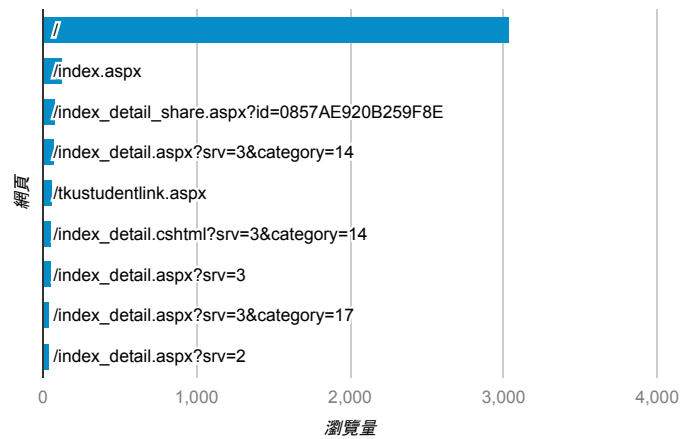 /
/index.aspx
/index_detail_share.aspx?id=0857AE920B259F8E
/index_detail.aspx?srv=3&category=14
/tkustudentlink.aspx
/index_detail.cshtml?srv=3&category=14
/index_detail.aspx?srv=3
/index_detail.aspx?srv=3&category=17
/index_detail.aspx?srv=2
網頁
0 1,000 2,000 3,000 4,000
瀏覽量